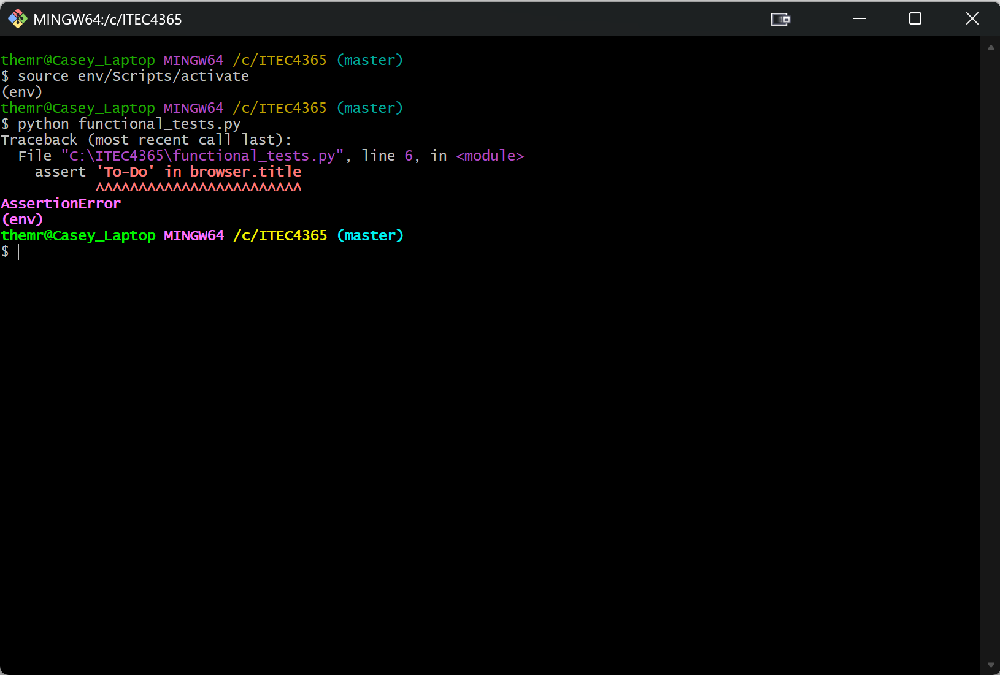 MINGW64:/c/ITEC4365
themr@Casey_Laptop MINGW64 /c/ITEC4365 (master)
$ source env/Scripts/activate
(env)
themr@Casey_Laptop MINGW64 /c/ITEC4365 (master)
$ python functional_tests.py
Traceback (most recent call last):
  File "C:\ITEC4365\functional_tests.py", line 6, in <module>
    assert 'To-Do' in browser.title
           ^^^^^^^^^^^^^^^^^^^^^^^^
AssertionError
(env)
themr@Casey_Laptop MINGW64 /c/ITEC4365 (master)
$